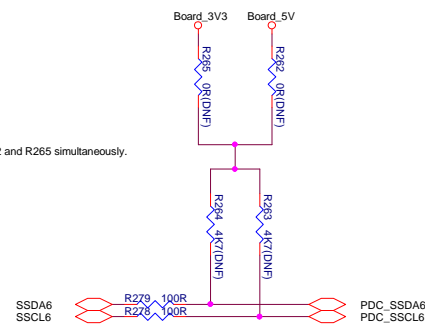 Board_3V3 Board_5V
R265 0R(DNF)
R262 0R(DNF)
and R265 simultaneously.
R264 4K7(DNF)
R263 4K7(DNF)
SSDA6 R279 100R PDC_SSDA6
SSCL6 R278 100R PDC_SSCL6